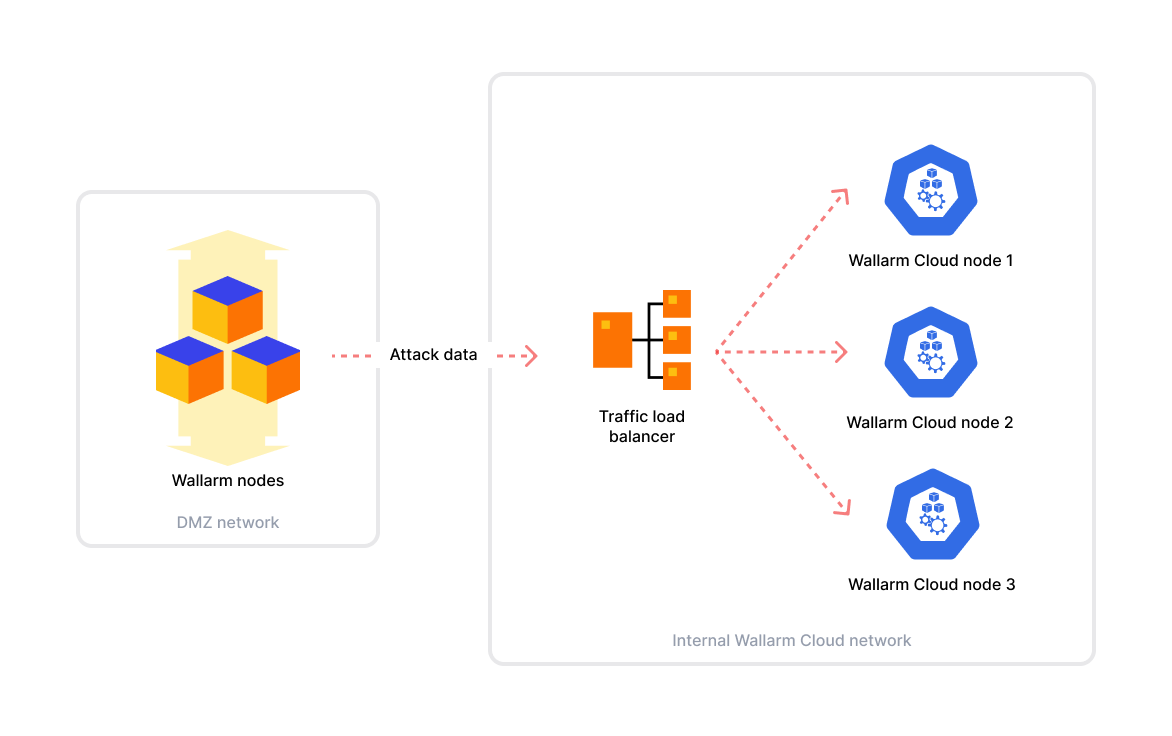 Wallarm nodes
DMZ network
Attack data
Traffic load
balancer
Wallarm Cloud node 1
Wallarm Cloud node 2
Wallarm Cloud node 3
Internal Wallarm Cloud network